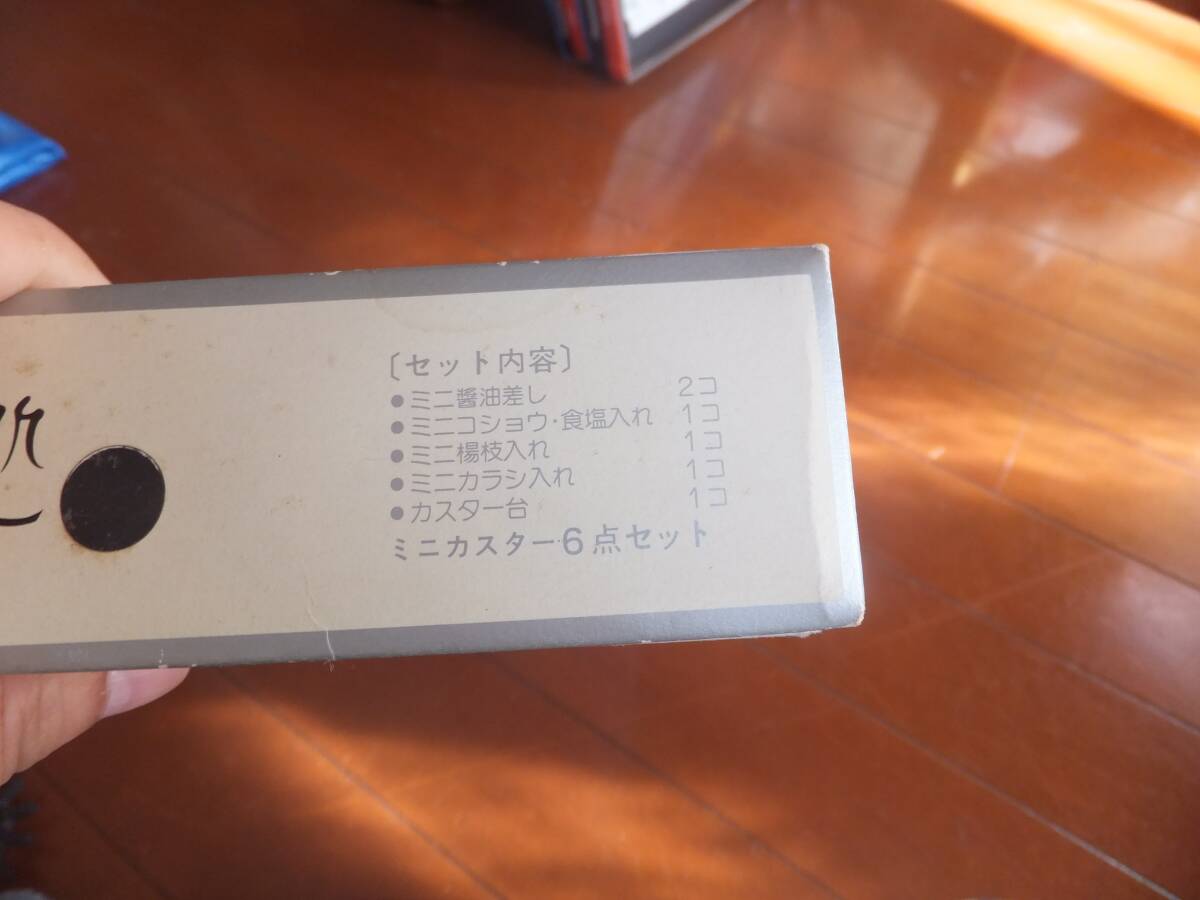 〔セット内容〕
●ミニ醬油差し 2コ
●ミニコショウ・食塩入れ 1コ
●ミニ楊枝入れ 1コ
●ミニカラシ入れ 1コ
●カスター台 1コ
ミニカスター6点セット